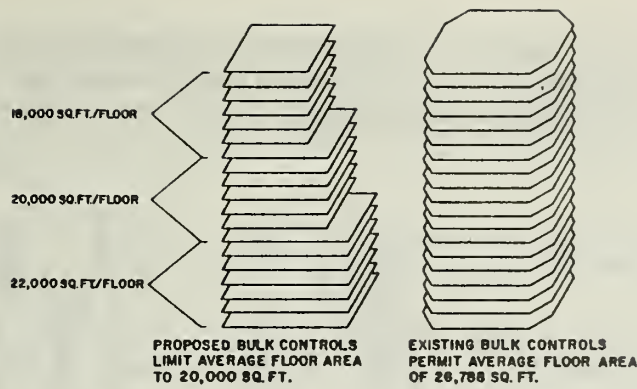 18,000 SQ.FT./FLOOR
20,000 SQ.FT./FLOOR
22,000 SQ.FT/FLOOR
PROPOSED BULK CONTROLS
LIMIT AVERAGE FLOOR AREA
TO 20,000 SQ. FT.
EXISTING BULK CONTROLS
PERMIT AVERAGE FLOOR AREA
OF 26,788 SQ. FT.